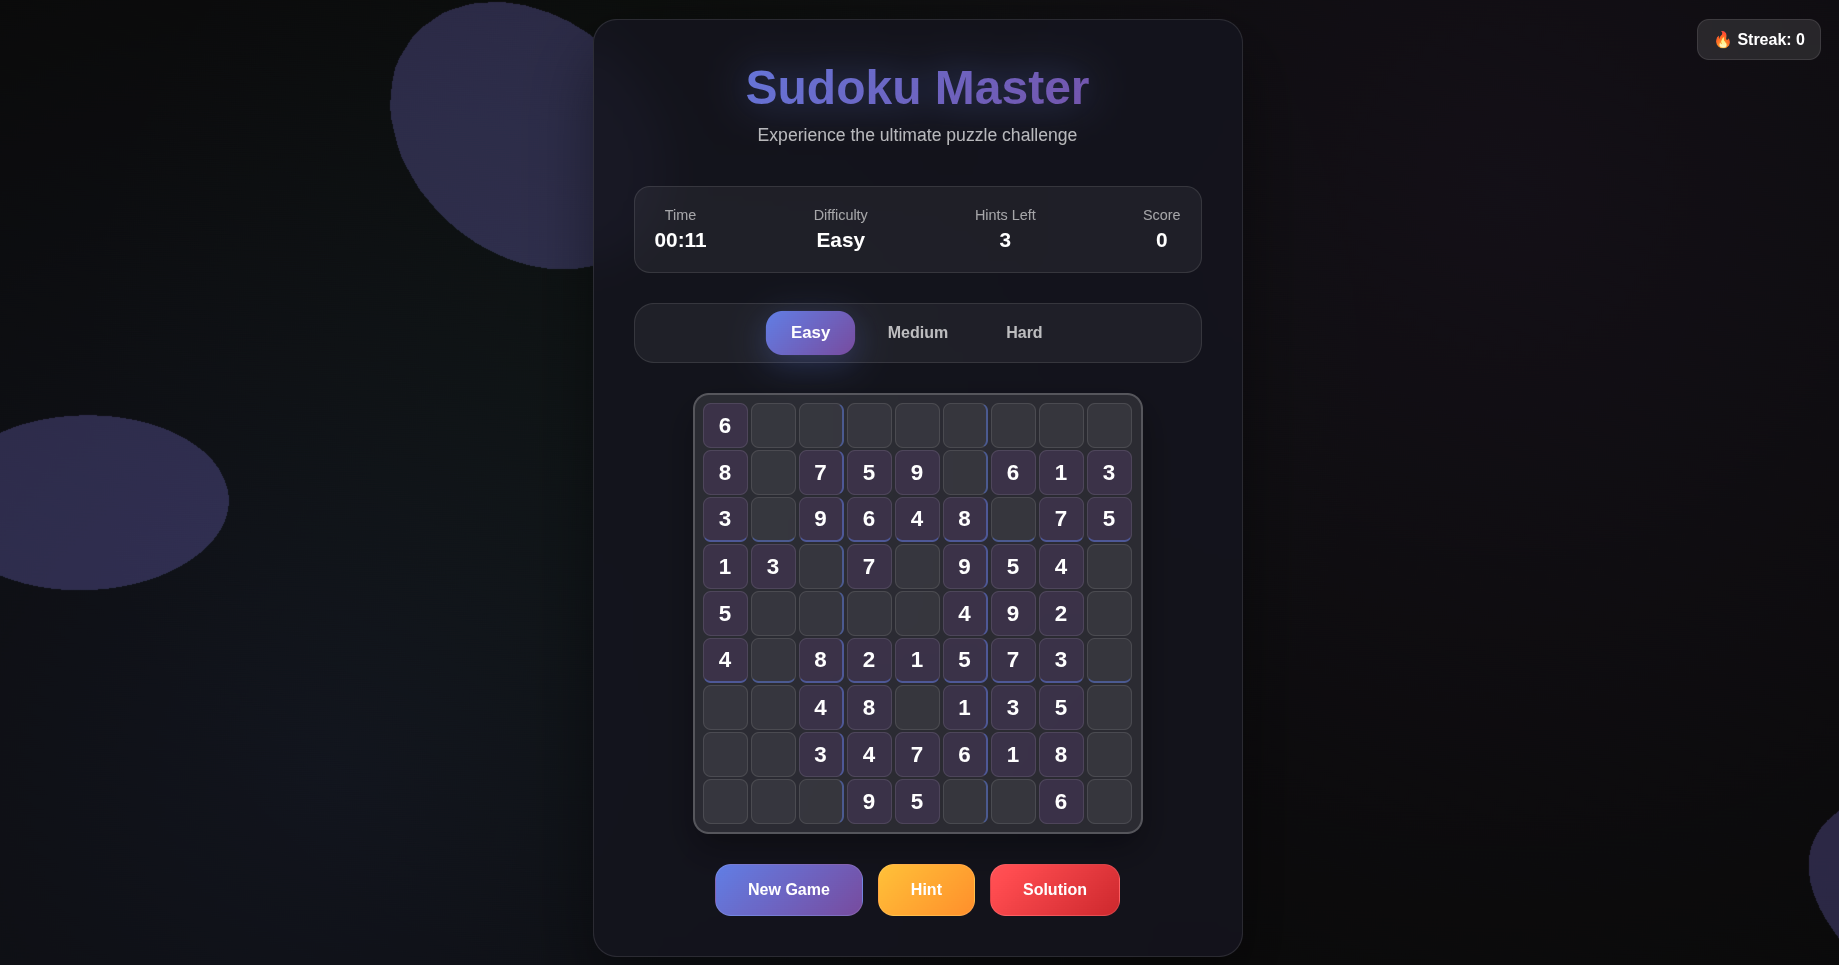 🔥 Streak: 0
Sudoku Master
Experience the ultimate puzzle challenge
Time Difficulty Hints Left Score
00:11 Easy 3 0
Easy Medium Hard
6
8 7 5 9 6 1 3
3 9 6 4 8 7 5
1 3 7 9 5 4
5 4 9 2
4 8 2 1 5 7 3
4 8 1 3 5
3 4 7 6 1 8
9 5 6
New Game Hint Solution